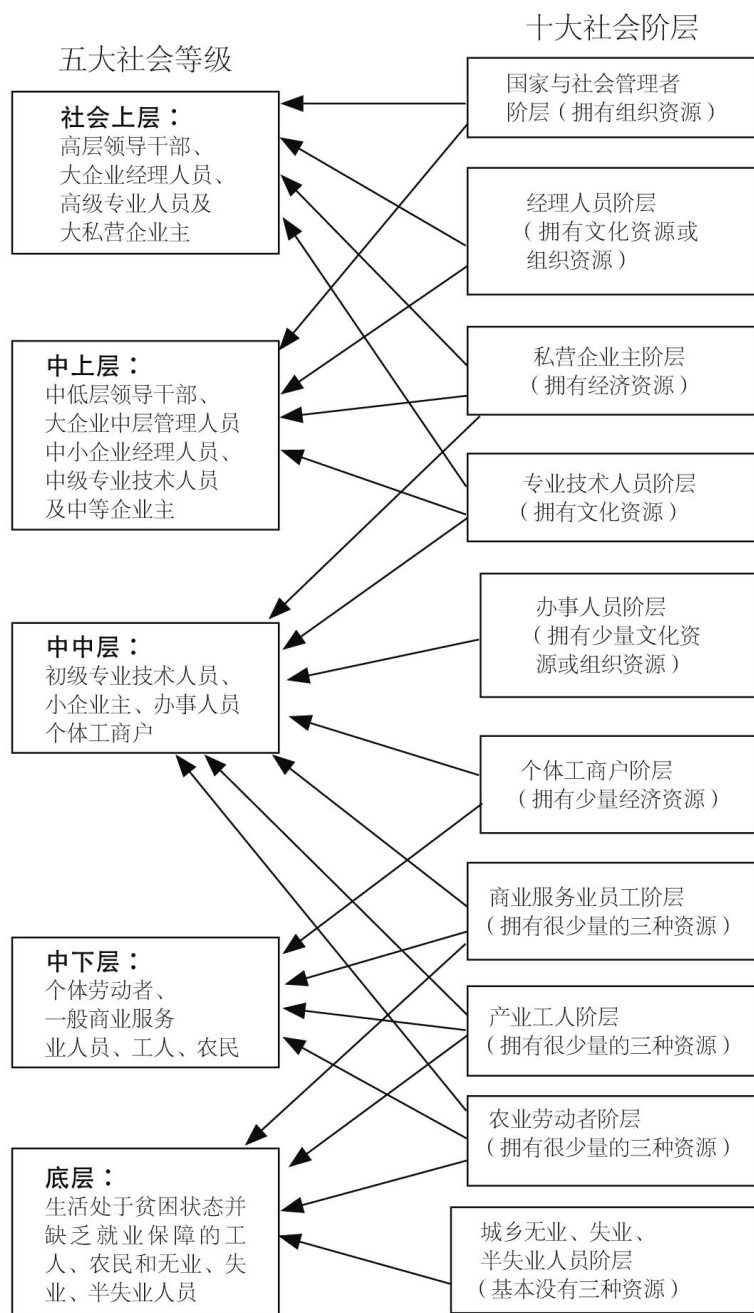 五大社会等级
社会上层：
高层领导干部、
大企业经理人员、
高级专业人员及
大私营企业主
中上层：
中低层领导干部、
大企业中层管理人员
中小企业经理人员、
中级专业技术人员
及中等企业主
中中层：
初级专业技术人员、
小企业主、办事人员
个体工商户
中下层：
个体劳动者、
一般商业服务
业人员、工人、农民
底层：
生活处于贫困状态并
缺乏就业保障的工
人、农民和无业、失
业、半失业人员
十大社会阶层
国家与社会管理者
阶层（拥有组织资源）
经理人员阶层
（拥有文化资源或
组织资源）
私营企业主阶层
（拥有经济资源）
专业技术人员阶层
（拥有文化资源）
办事人员阶层
（拥有少量文化资
源或组织资源）
个体工商户阶层
（拥有少量经济资源）
商业服务业员工阶层
（拥有很少量的三种资源）
产业工人阶层
（拥有很少量的三种资源）
农业劳动者阶层
（拥有很少量的三种资源）
城乡无业、失业、
半失业人员阶层
（基本没有三种资源）